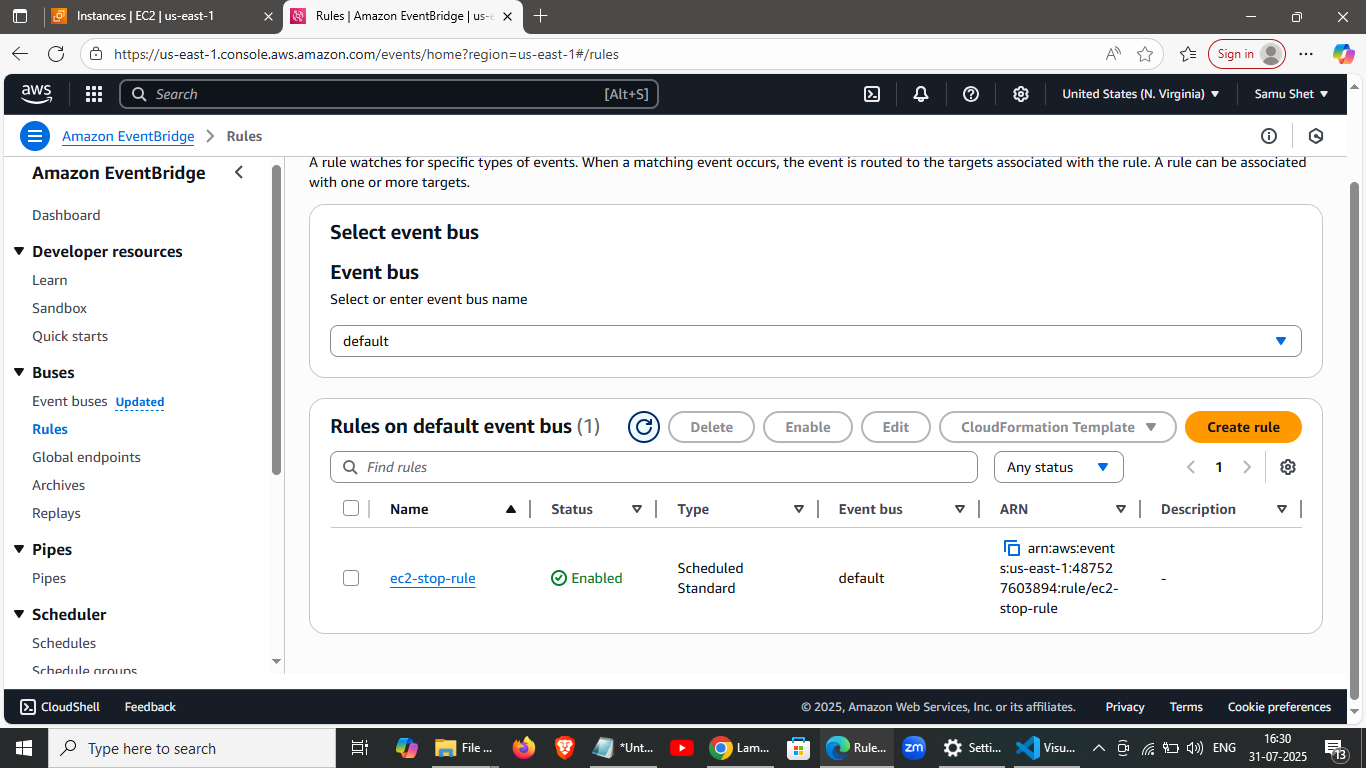 Instances | EC2 | us-east-1
Rules | Amazon EventBridge | us-e
https://us-east-1.console.aws.amazon.com/events/home?region=us-east-1#/rules
Sign in
aws
Search
[Alt+S]
United States (N. Virginia)
Samu Shet
Amazon EventBridge
Rules
Amazon EventBridge
Dashboard
Developer resources
Learn
Sandbox
Quick starts
Buses
Event buses Updated
Rules
Global endpoints
Archives
Replays
Pipes
Pipes
Scheduler
Schedules
Schedule groups
A rule watches for specific types of events. When a matching event occurs, the event is routed to the targets associated with the rule. A rule can be associated
with one or more targets.
Select event bus
Event bus
Select or enter event bus name
default
Rules on default event bus (1)
Delete
Enable
Edit
CloudFormation Template
Create rule
Find rules
Any status
1
Name
Status
Type
Event bus
ARN
Description
ec2-stop-rule
Enabled
Scheduled
Standard
default
arn:aws:event
s:us-east-1:48752
7603894:rule/ec2-
stop-rule
-
CloudShell
Feedback
© 2025, Amazon Web Services, Inc. or its affiliates.
Privacy
Terms
Cookie preferences
Type here to search
File ...
*Unt...
Lam...
Rule...
zm
Setti...
Visu...
ENG
16:30
31-07-2025
13